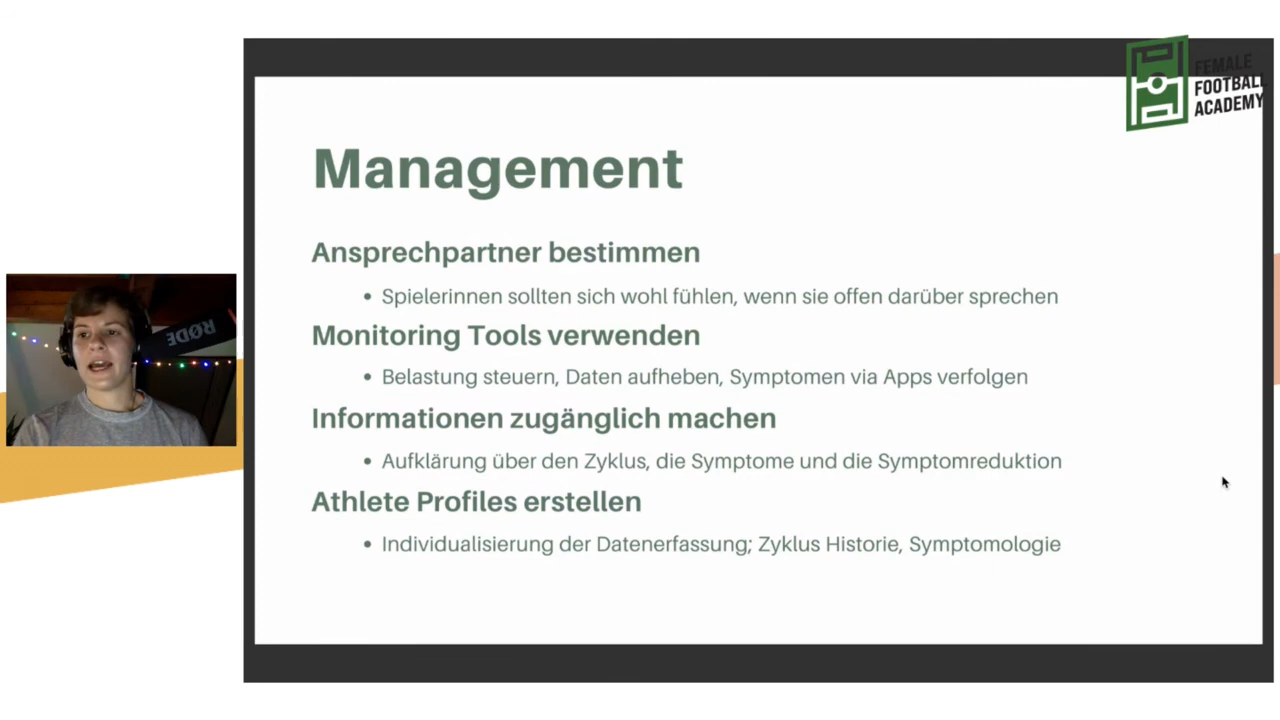 FEMALE
FOOTBALL
ACADEMY
Management
Ansprechpartner bestimmen
• Spielerinnen sollten sich wohl fühlen, wenn sie offen darüber sprechen
Monitoring Tools verwenden
• Belastung steuern, Daten aufheben, Symptomen via Apps verfolgen
Informationen zugänglich machen
• Aufklärung über den Zyklus, die Symptome und die Symptomreduktion
Athlete Profiles erstellen
• Individualisierung der Datenerfassung; Zyklus Historie, Symptomologie
RØDE